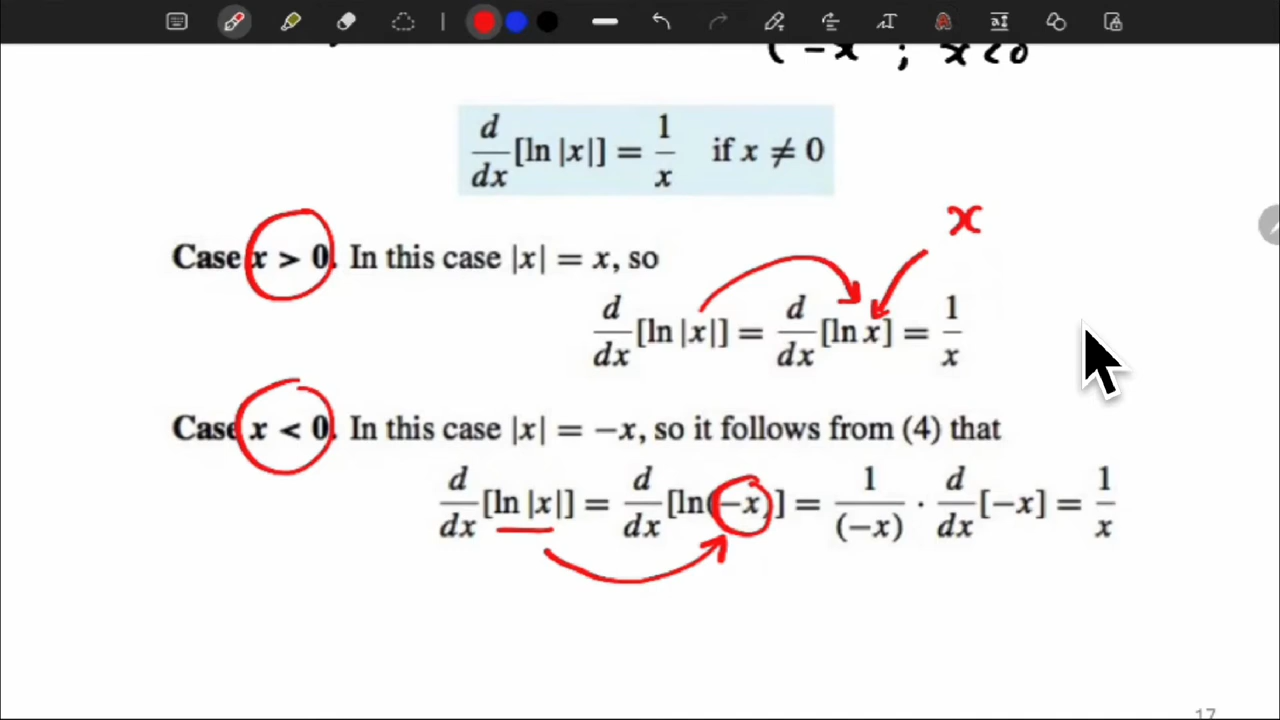 (-x ; x<0
d/dx [ln |x|] = 1/x if x ≠ 0
x
Case x > 0. In this case |x| = x, so
d/dx [ln |x|] = d/dx [ln x] = 1/x
Case x < 0. In this case |x| = −x, so it follows from (4) that
d/dx [ln |x|] = d/dx [ln(−x)] = 1/(−x) · d/dx [−x] = 1/x
17